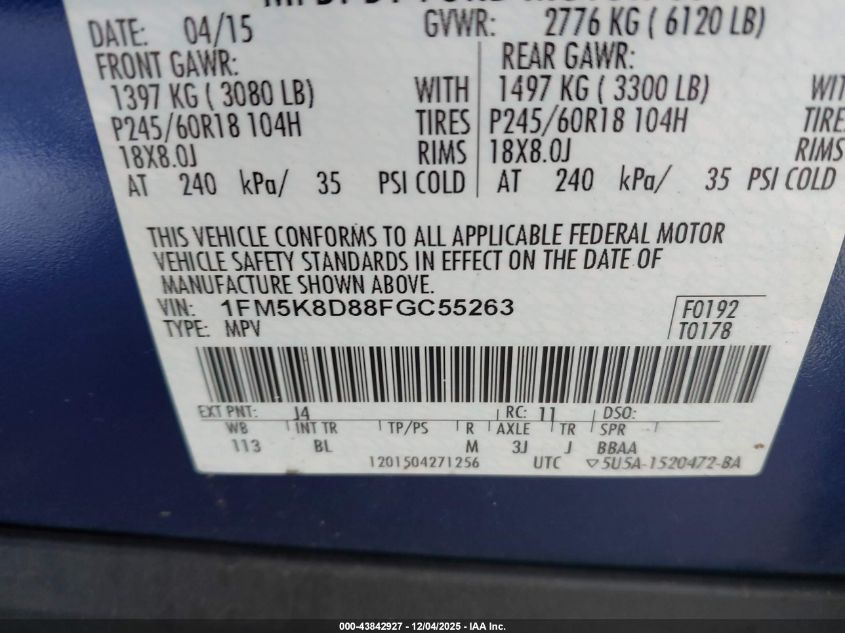 DATE: 04/15 GVWR: 2776 KG ( 6120 LB)
FRONT GAWR: REAR GAWR:
1397 KG ( 3080 LB) WITH 1497 KG ( 3300 LB)
P245/60R18 104H TIRES P245/60R18 104H
18X8.0J RIMS 18X8.0J RIMS
AT 240 kPa/ 35 PSI COLD AT 240 kPa/ 35 PSI COLD
THIS VEHICLE CONFORMS TO ALL APPLICABLE FEDERAL MOTOR
VEHICLE SAFETY STANDARDS IN EFFECT ON THE DATE OF
MANUFACTURE SHOWN ABOVE.
VIN: 1FM5K8D88FGC55263 F0192
TYPE: MPV T0178
EXT PNT: J4 RC: 11 DSO:
WB INT TR TP/PS R AXLE TR SPR
113 BL M 3J J BBAA
1201504271256 UTC ▽5U5A-1520472-BA
000-43842927 - 12/04/2025 - IAA Inc.